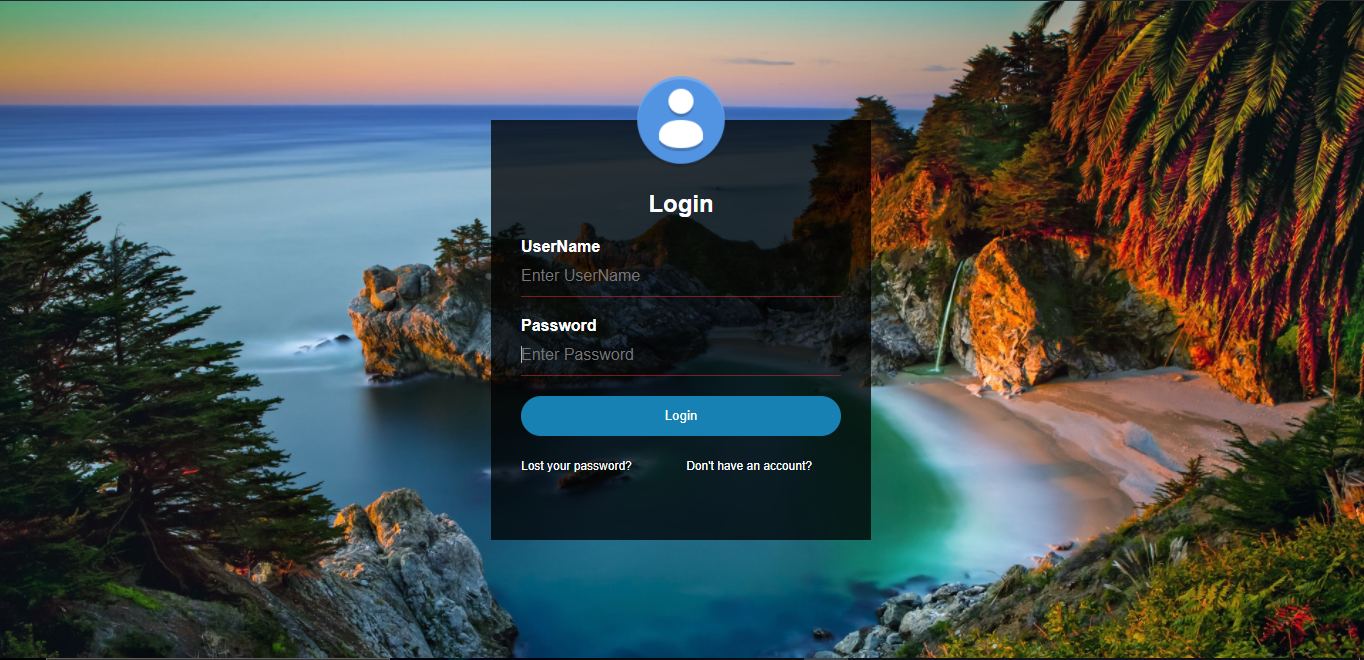 Login
UserName
Enter UserName
Password
Enter Password
Login
Lost your password? Don't have an account?